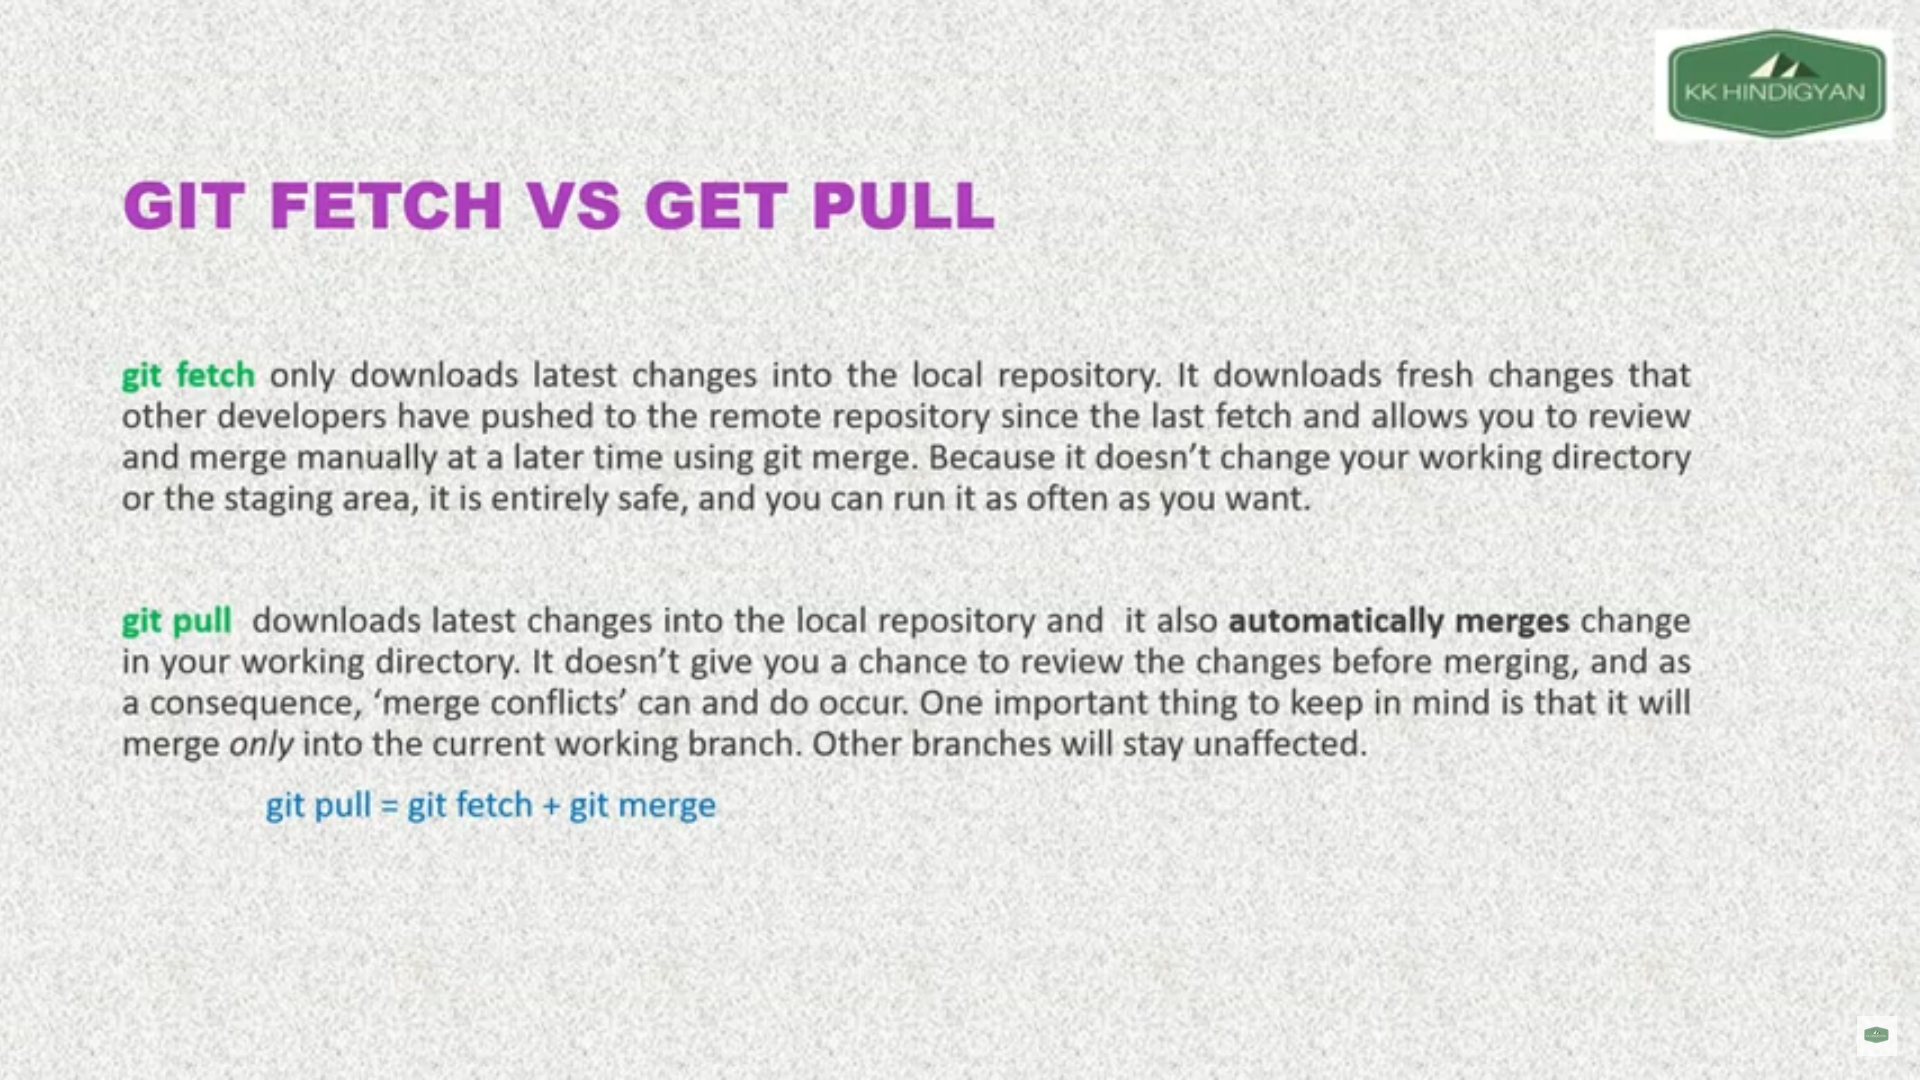 KK HINDIGYAN
GIT FETCH VS GET PULL
git fetch only downloads latest changes into the local repository. It downloads fresh changes that
other developers have pushed to the remote repository since the last fetch and allows you to review
and merge manually at a later time using git merge. Because it doesn’t change your working directory
or the staging area, it is entirely safe, and you can run it as often as you want.
git pull downloads latest changes into the local repository and it also automatically merges change
in your working directory. It doesn’t give you a chance to review the changes before merging, and as
a consequence, ‘merge conflicts’ can and do occur. One important thing to keep in mind is that it will
merge only into the current working branch. Other branches will stay unaffected.
git pull = git fetch + git merge